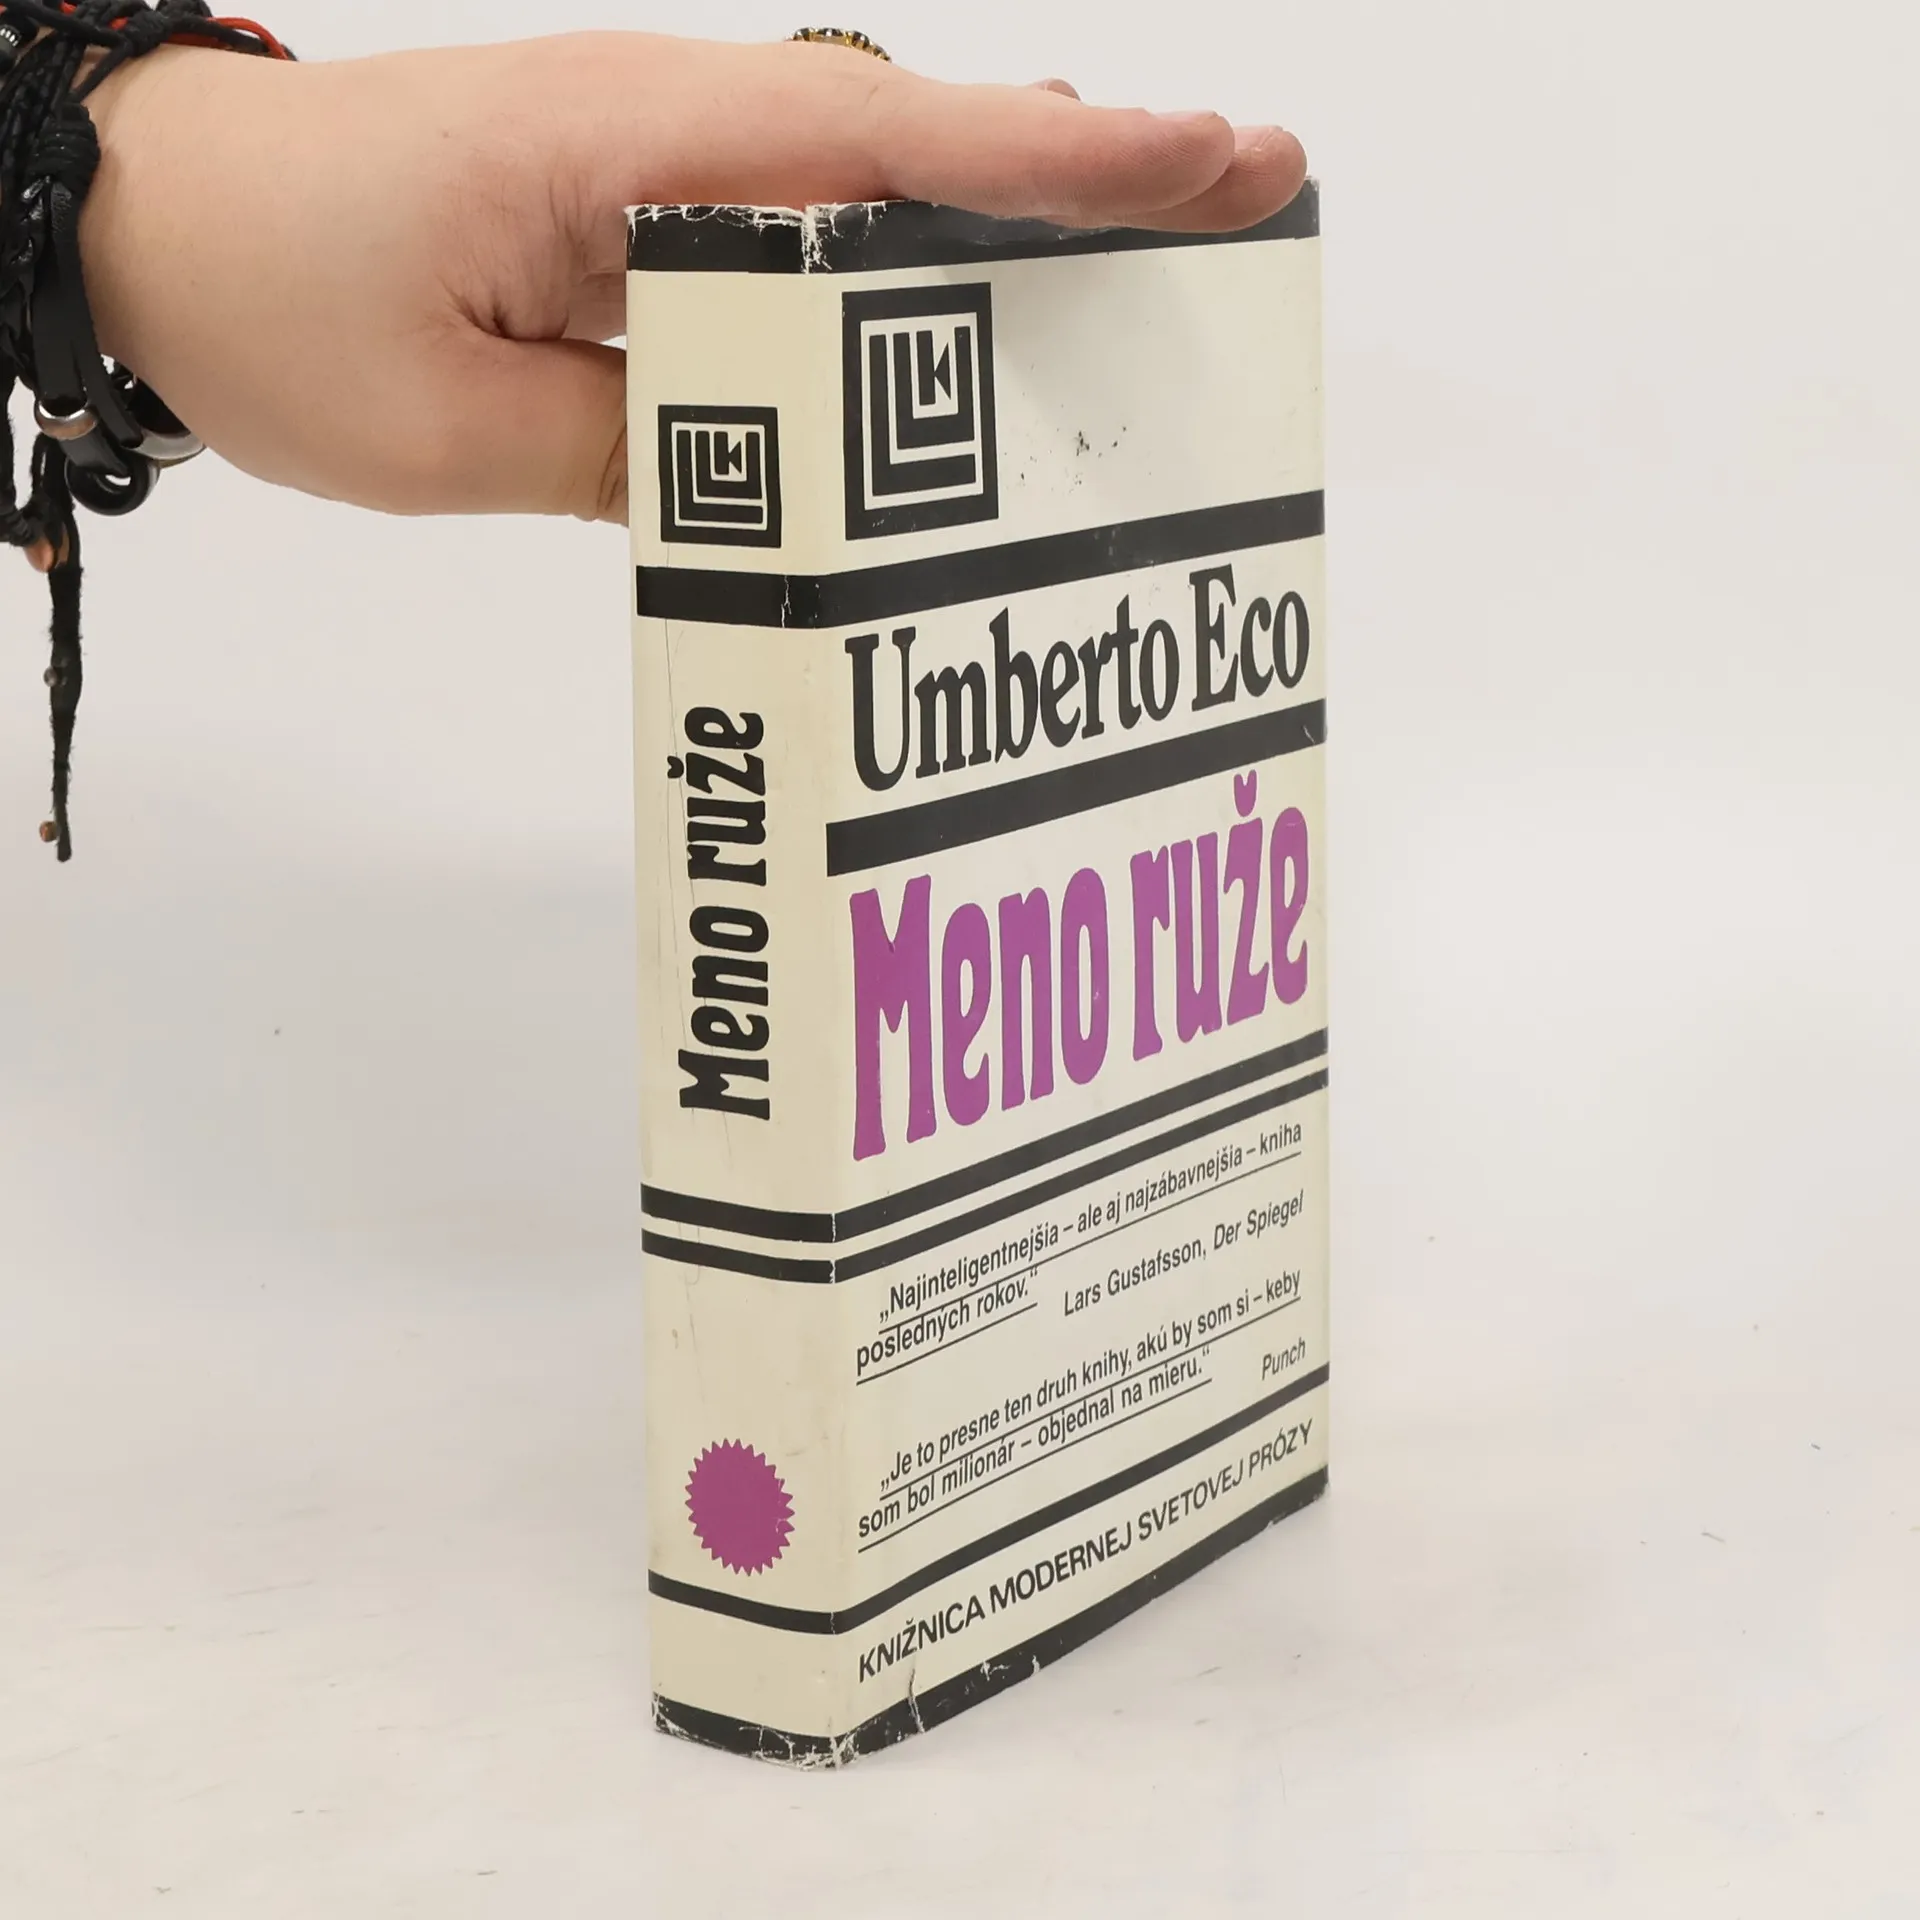 Meno ruže
Umberto Eco
Meno ruže
„Najinteligentnejšia – ale aj najzábavnejšia – kniha
posledných rokov.“ Lars Gustafsson, Der Spiegel
„Je to presne ten druh knihy, akú by som si – keby
som bol milionár – objednal na mieru.“ Punch
KNIŽNICA MODERNEJ SVETOVEJ PRÓZY